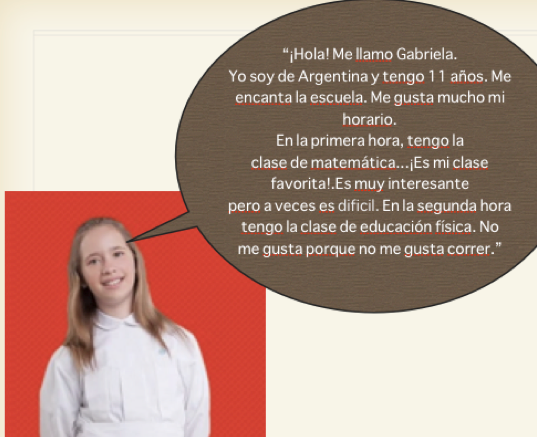 “¡Hola! Me llamo Gabriela.
Yo soy de Argentina y tengo 11 años. Me
encanta la escuela. Me gusta mucho mi
horario.
En la primera hora, tengo la
clase de matemática...¡Es mi clase
favorita!.Es muy interesante
pero a veces es dificil. En la segunda hora
tengo la clase de educación física. No
me gusta porque no me gusta correr.”